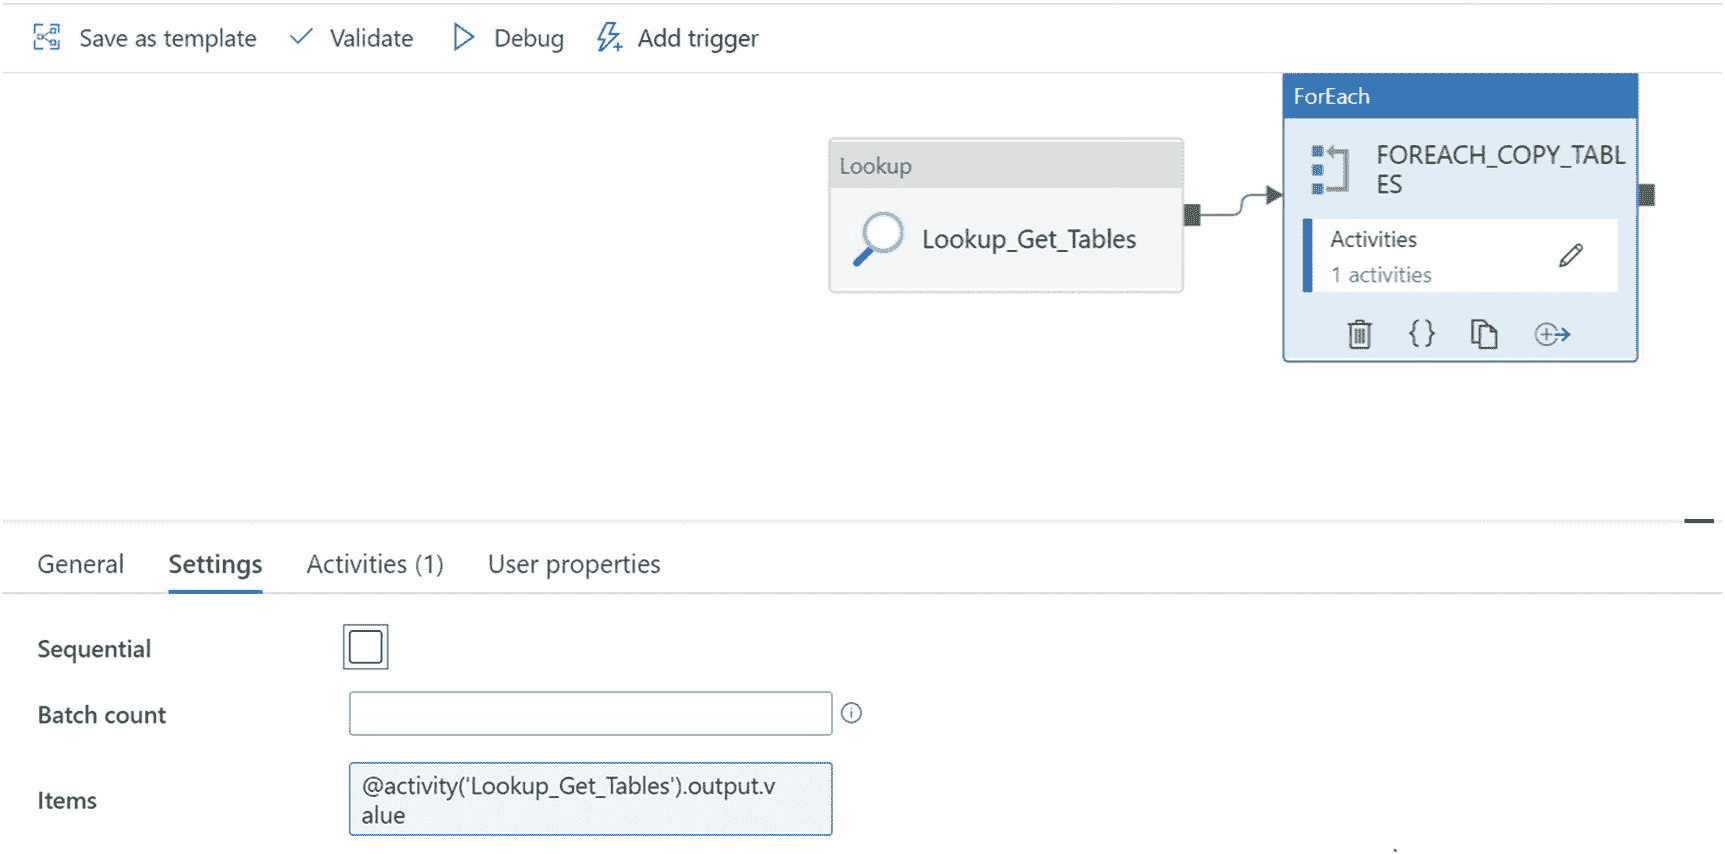 Save as template Validate Debug Add trigger
ForEach
FOREACH_COPY_TABL
ES
Activities
1 activities
Lookup
Lookup_Get_Tables
General Settings Activities (1) User properties
Sequential
Batch count
Items
@activity('Lookup_Get_Tables').output.v
alue